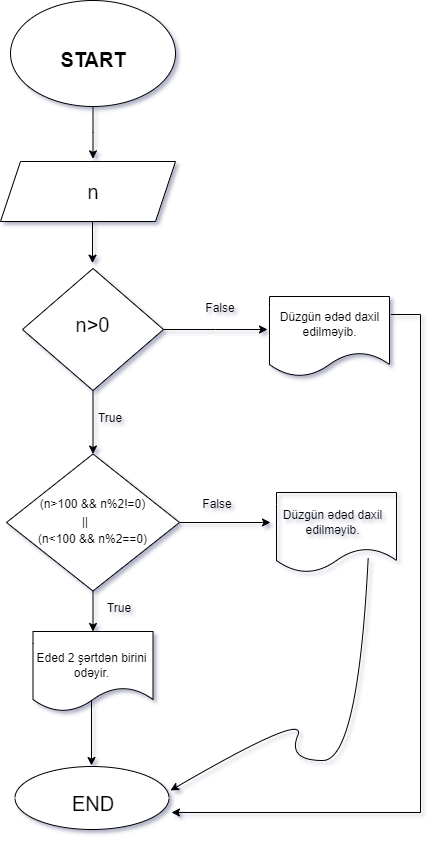 START
n
n>0
False
Düzgün ədəd daxil
edilməyib.
True
(n>100 && n%2!=0)
||
(n<100 && n%2==0)
False
Düzgün ədəd daxil
edilməyib.
True
Eded 2 şərtdən birini
odəyir.
END